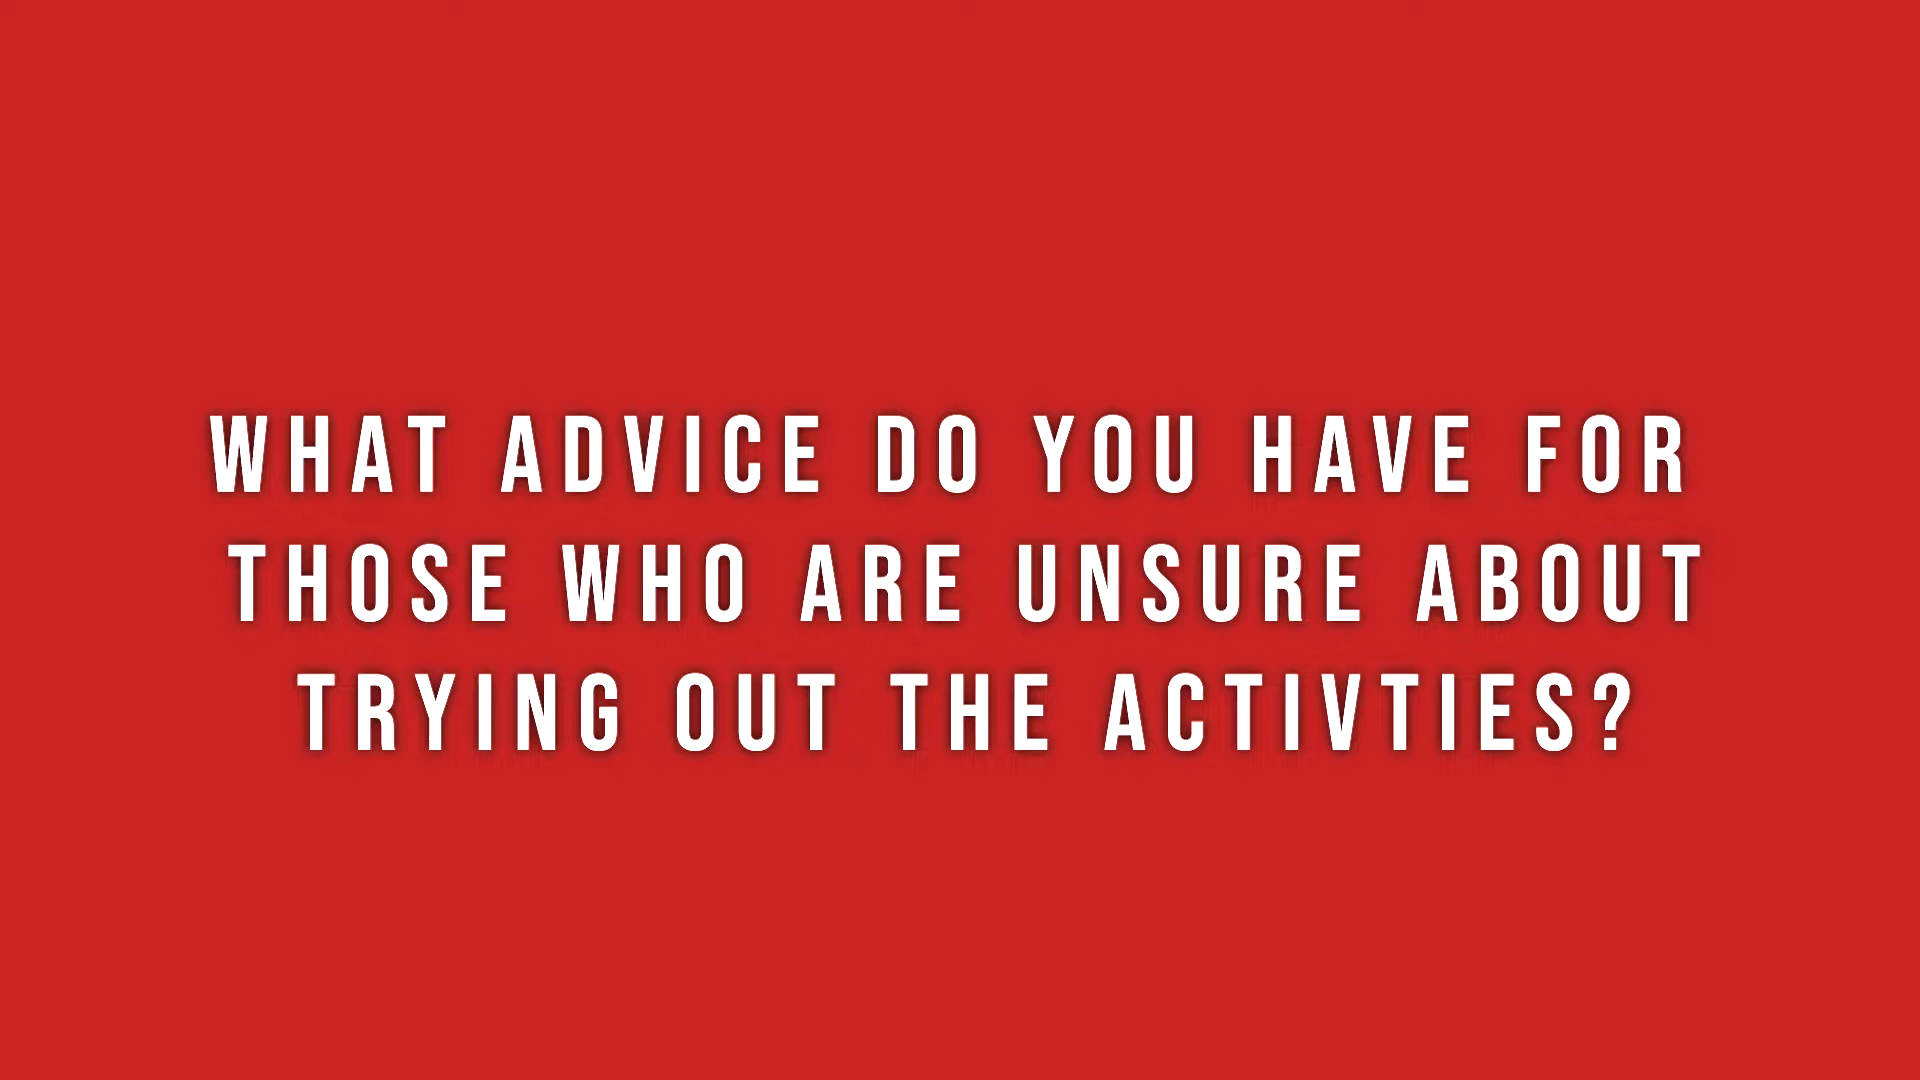 WHAT ADVICE DO YOU HAVE FOR
THOSE WHO ARE UNSURE ABOUT
TRYING OUT THE ACTIVTIES?